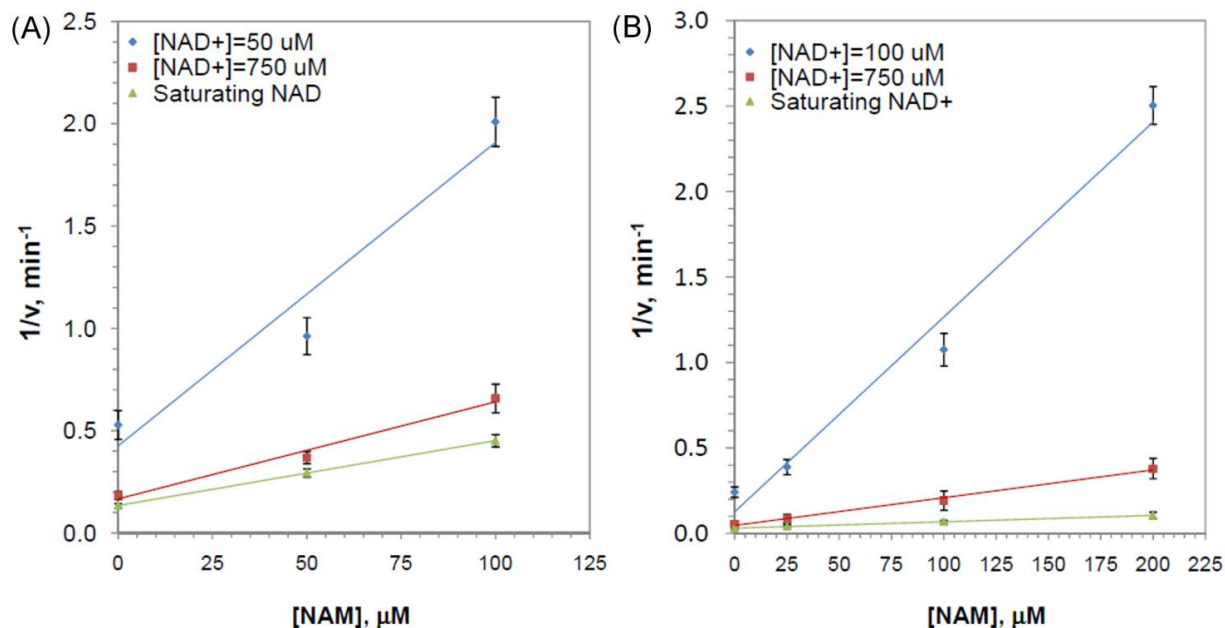 (A)
[NAD+]=50 uM
[NAD+]=750 uM
Saturating NAD
2.5
2.0
1.5
1.0
0.5
0.0
1/v, min-1
0 25 50 75 100 125
[NAM], μM
(B)
[NAD+]=100 uM
[NAD+]=750 uM
Saturating NAD+
3.0
2.5
2.0
1.5
1.0
0.5
0.0
1/v, min-1
0 25 50 75 100 125 150 175 200 225
[NAM], μM